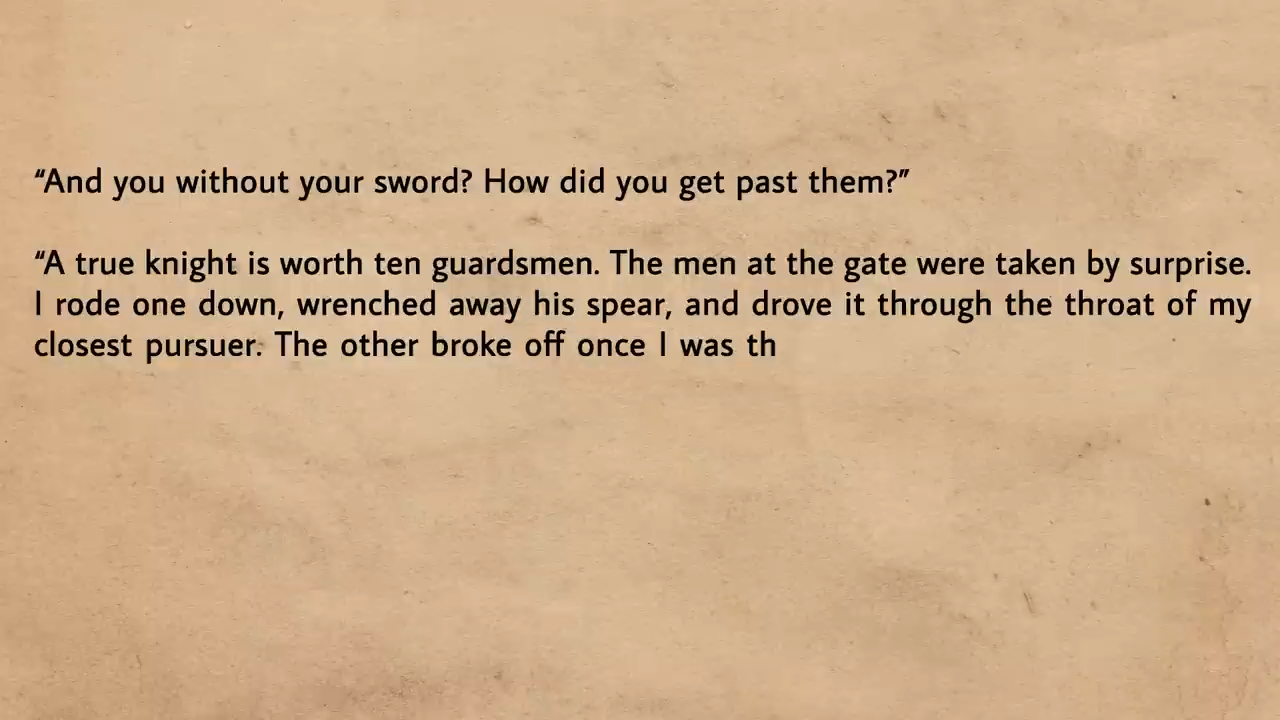 “And you without your sword? How did you get past them?”
“A true knight is worth ten guardsmen. The men at the gate were taken by surprise.
I rode one down, wrenched away his spear, and drove it through the throat of my
closest pursuer. The other broke off once I was th